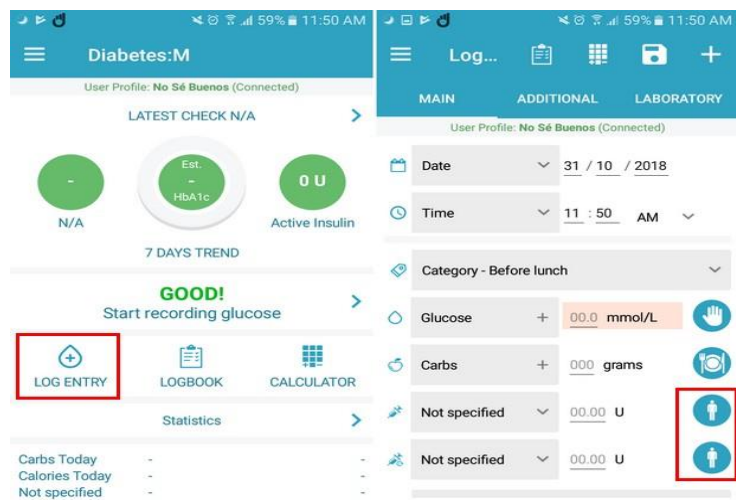 59% 11:50 AM
Diabetes:M
User Profile: No Sé Buenos (Connected)
LATEST CHECK N/A
-
N/A
Est.
-
HbA1c
0 U
Active Insulin
7 DAYS TREND
GOOD!
Start recording glucose
LOG ENTRY
LOGBOOK
CALCULATOR
Statistics
Carbs Today - -
Calories Today - -
Not specified - -
59% 11:50 AM
Log...
MAIN ADDITIONAL LABORATORY
User Profile: No Sé Buenos (Connected)
Date 31 / 10 / 2018
Time 11 : 50 AM
Category - Before lunch
Glucose + 00.0 mmol/L
Carbs + 000 grams
Not specified 00.00 U
Not specified 00.00 U